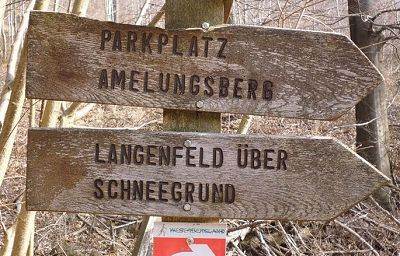 PARKPLATZ
AMELUNGSBERG
LANGENFELD ÜBER
SCHNEEGRUND